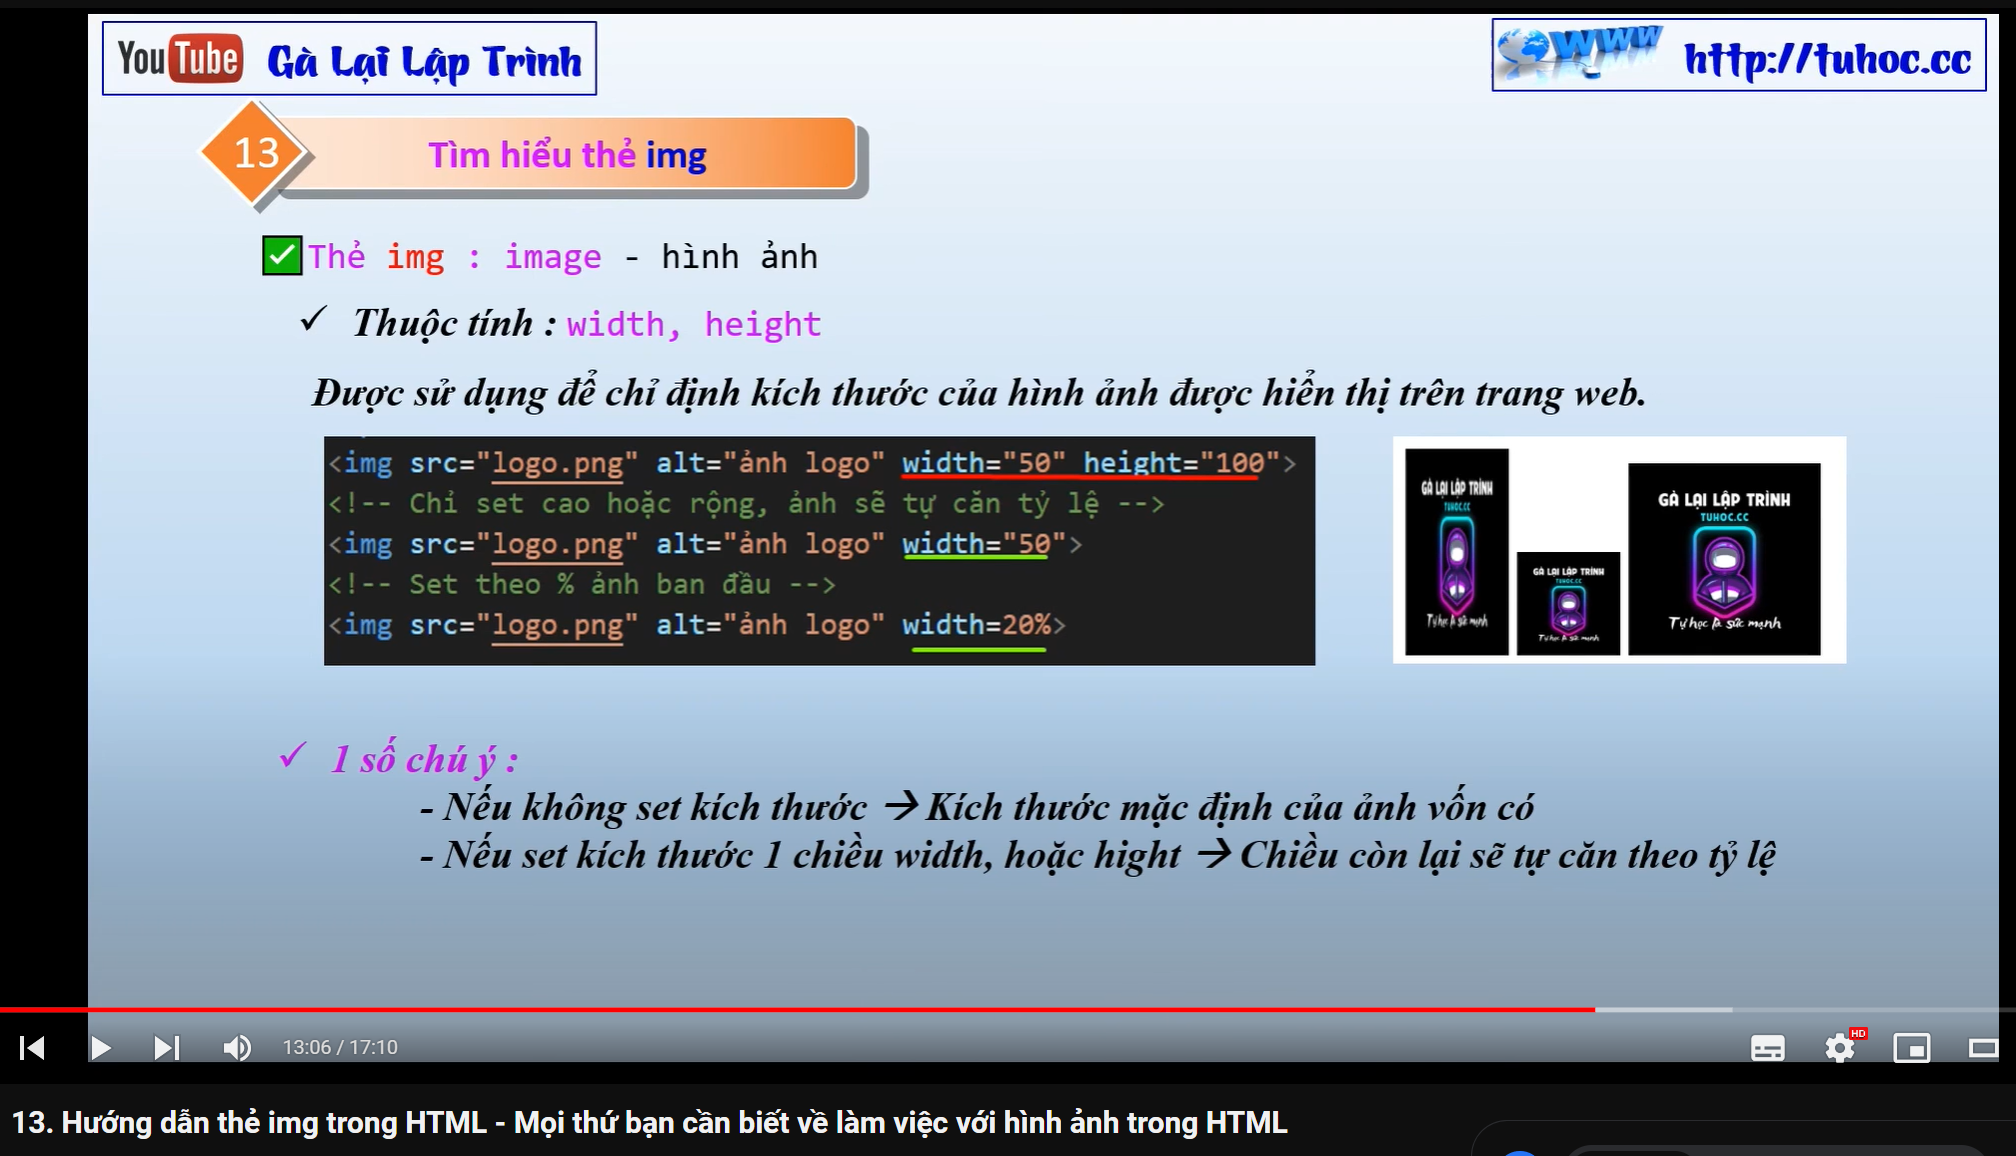 YouTube Gà Lại Lập Trình
WWW http://tuhoc.cc
13 Tìm hiểu thẻ img
Thẻ img : image - hình ảnh
Thuộc tính : width, height
Được sử dụng để chỉ định kích thước của hình ảnh được hiển thị trên trang web.
<img src="logo.png" alt="ảnh logo" width="50" height="100">
<!-- Chỉ set cao hoặc rộng, ảnh sẽ tự căn tỷ lệ -->
<img src="logo.png" alt="ảnh logo" width="50">
<!-- Set theo % ảnh ban đầu -->
<img src="logo.png" alt="ảnh logo" width=20%>
GÀ LẠI LẬP TRÌNH
TUHOC.CC
Tự học là sức mạnh
GÀ LẠI LẬP TRÌNH
TUHOC.CC
Tự học là sức mạnh
GÀ LẠI LẬP TRÌNH
TUHOC.CC
Tự học là sức mạnh
1 số chú ý :
- Nếu không set kích thước → Kích thước mặc định của ảnh vốn có
- Nếu set kích thước 1 chiều width, hoặc hight → Chiều còn lại sẽ tự căn theo tỷ lệ
13:06 / 17:10
HD
13. Hướng dẫn thẻ img trong HTML - Mọi thứ bạn cần biết về làm việc với hình ảnh trong HTML